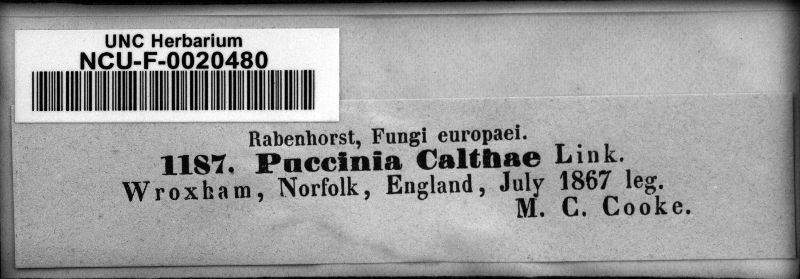 UNC Herbarium
NCU-F-0020480
Rabenhorst, Fungi europaei.
1187. Puccinia Calthae Link.
Wroxham, Norfolk, England, July 1867 leg.
M. C. Cooke.